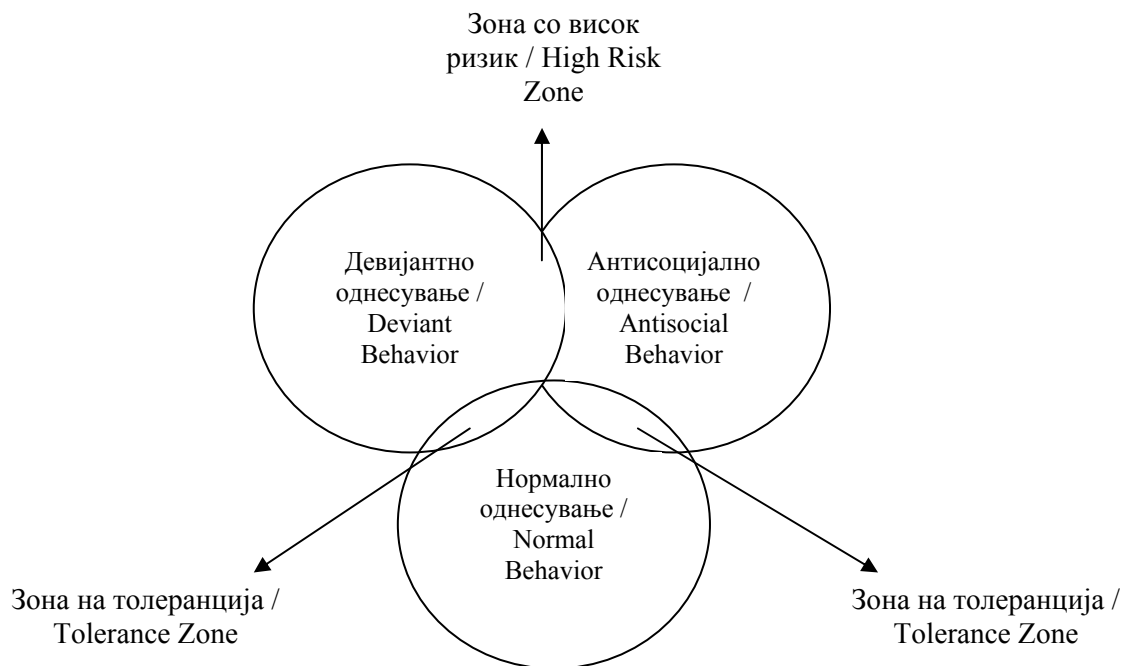 Зона со висок
ризик / High Risk
Zone
Девијантно
однесување /
Deviant
Behavior
Антисоцијално
однесување /
Antisocial
Behavior
Нормално
однесување /
Normal
Behavior
Зона на толеранција /
Tolerance Zone
Зона на толеранција /
Tolerance Zone